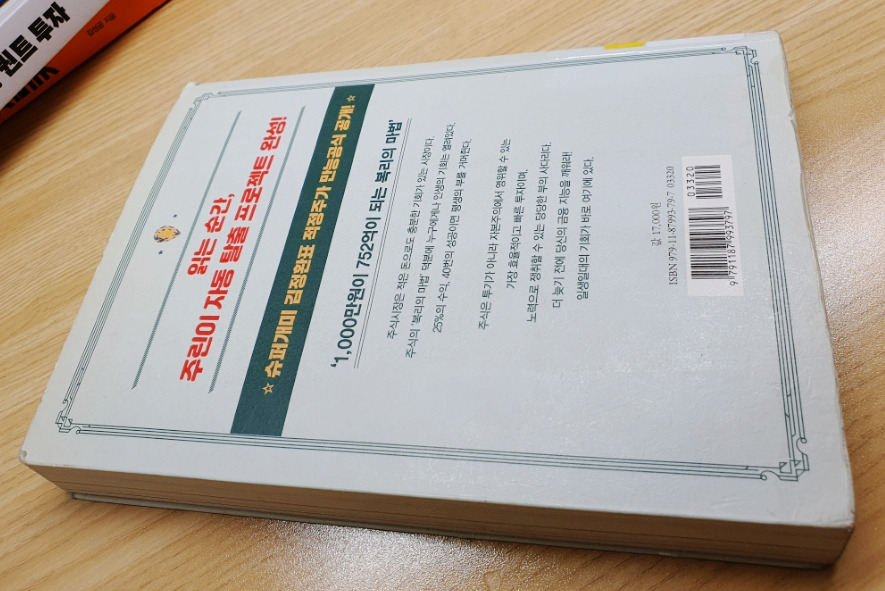 읽는 순간,
주린이 자동 탈출 프로젝트 완성!
☆ 슈퍼개미 김정환표 적정주가 만능공식 공개! ☆
'1,000만원이 752억이 되는 복리의 마법'
주식시장은 적은 돈으로도 충분한 기회가 있는 시장이다.
주식의 '복리의 마법' 덕분에 누구에게나 인생의 기회는 열려있다.
25%의 수익, 40번의 성공이면 평생의 부를 거머쥔다.
주식은 투기가 아니라 자본주의에서 영위할 수 있는
가장 효율적이고 빠른 투자이며,
노력으로 쟁취할 수 있는 당당한 부의 사다리다.
더 늦기 전에 당신의 금융 지능을 깨워라!
일생일대의 기회가 바로 여기에 있다.
값 17,000원
ISBN 979-11-87993-79-7 03320
03320
9791187993797
퀀트 투자